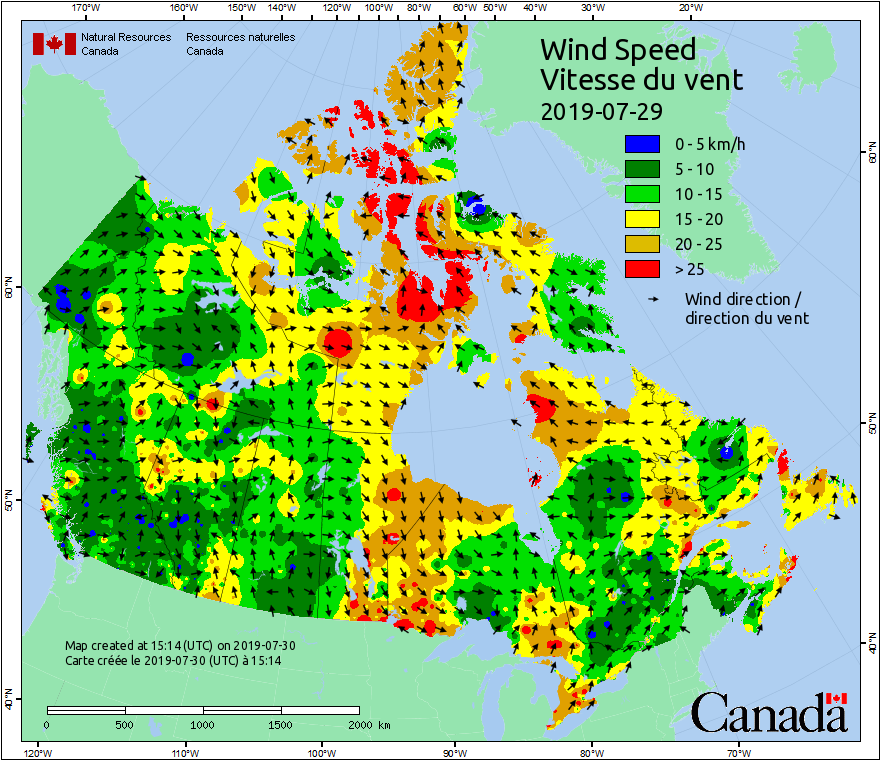 170°W 160°W 150°W 140°W 130°W 120°W 110°W 100°W 90°W 80°W 70°W 60°W 50°W 40°W 30°W 20°W
Natural Resources Canada
Ressources naturelles Canada
Wind Speed
Vitesse du vent
2019-07-29
0 - 5 km/h
5 - 10
10 - 15
15 - 20
20 - 25
> 25
Wind direction /
direction du vent
60°N
60°N
50°N
50°N
40°N
40°N
Map created at 15:14 (UTC) on 2019-07-30
Carte créée le 2019-07-30 (UTC) à 15:14
0 500 1000 1500 2000 km
Canada
120°W 110°W 100°W 90°W 80°W 70°W